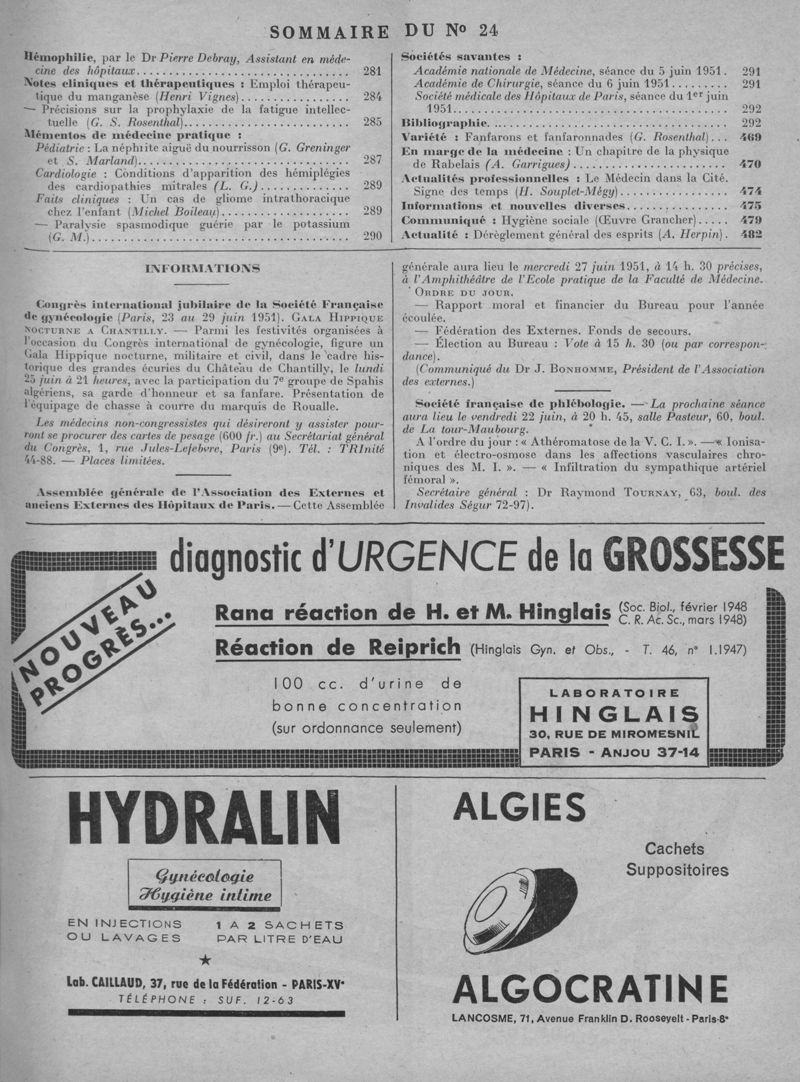 SOMMAIRE DU No 24
Hémophilie, par le Dr Pierre Debray, Assistant en méde-
cine des hôpitaux........................... 281
Notes cliniques et thérapeutiques : Emploi thérapeu-
tique du manganèse (Henri Vignes)................ 284
— Précisions sur la prophylaxie de la fatigue intellec-
tuelle (G. S. Rosenthal)......................... 285
Mémentos de médecine pratique :
Pédiatrie : La néphrite aiguë du nourrisson (G. Greninger
et S. Marland)................................ 287
Cardiologie : Conditions d'apparition des hémiplégies
des cardiopathies mitrales (L. G.)............. 289
Faits cliniques : Un cas de gliome intrathoracique
chez l'enfant (Michel Boileau)................... 289
— Paralysie spasmodique guérie par le potassium
(G. M.)...................................... 290
Sociétés savantes :
Académie nationale de Médecine, séance du 5 juin 1951. 291
Académie de Chirurgie, séance du 6 juin 1951......... 291
Société médicale des Hôpitaux de Paris, séance du 1er juin
1951......................................... 292
Bibliographie................................... 292
Variété : Fanfarons et fanfaronnades (G. Rosenthal)... 469
En marge de la médecine : Un chapitre de la physique
de Rabelais (A. Garrigues)...................... 470
Actualités professionnelles : Le Médecin dans la Cité.
Signe des temps (H. Souplet-Mégy)............... 474
Informations et nouvelles diverses............... 475
Communiqué : Hygiène sociale (Œuvre Grancher)..... 479
Actualité : Dérèglement général des esprits (A. Herpin). 482
INFORMATIONS
Congrès international jubilaire de la Société Française
de gynécologie (Paris, 23 au 29 juin 1951). GALA HIPPIQUE
NOCTURNE A CHANTILLY. — Parmi les festivités organisées à
l'occasion du Congrès international de gynécologie, figure un
Gala Hippique nocturne, militaire et civil, dans le cadre his-
torique des grandes écuries du Château de Chantilly, le lundi
25 juin à 21 heures, avec la participation du 7e groupe de Spahis
algériens, sa garde d'honneur et sa fanfare. Présentation de
l'équipage de chasse à courre du marquis de Roualle.
Les médecins non-congressistes qui désireront y assister pour-
ront se procurer des cartes de pesage (600 fr.) au Secrétariat général
du Congrès, 1, rue Jules-Lefebvre, Paris (9e). Tél. : TRInité
44-88. — Places limitées.
Assemblée générale de l'Association des Externes et
anciens Externes des Hôpitaux de Paris. — Cette Assemblée
générale aura lieu le mercredi 27 juin 1951, à 14 h. 30 précises,
à l'Amphithéâtre de l'Ecole pratique de la Faculté de Médecine.
ORDRE DU JOUR.
— Rapport moral et financier du Bureau pour l'année
écoulée.
— Fédération des Externes. Fonds de secours.
— Élection au Bureau : Vote à 15 h. 30 (ou par correspon-
dance).
(Communiqué du Dr J. BONHOMME, Président de l'Association
des externes.)
Société française de phlébologie. — La prochaine séance
aura lieu le vendredi 22 juin, à 20 h. 45, salle Pasteur, 60, boul.
de La tour-Maubourg.
A l'ordre du jour : « Athéromatose de la V. C. I. ». — « Ionisa-
tion et électro-osmose dans les affections vasculaires chro-
niques des M. I. ». — « Infiltration du sympathique artériel
fémoral ».
Secrétaire général : Dr Raymond TOURNAY, 63, boul. des
Invalides Ségur 72-97).
diagnostic d'URGENCE de la GROSSESSE
NOUVEAU
PROGRÈS...
Rana réaction de H. et M. Hinglais (Soc. Biol., février 1948
C. R. Ac. Sc., mars 1948)
Réaction de Reiprich (Hinglais Gyn. et Obs., - T. 46, n° 1.1947)
100 cc. d'urine de
bonne concentration
(sur ordonnance seulement)
LABORATOIRE
HINGLAIS
30, RUE DE MIROMESNIL
PARIS - ANJOU 37-14
HYDRALIN
Gynécologie
Hygiène intime
EN INJECTIONS
OU LAVAGES
1 A 2 SACHETS
PAR LITRE D'EAU
Lab. CAILLAUD, 37, rue de la Fédération - PARIS-XVe
TÉLÉPHONE : SUF. 12-63
ALGIES
Cachets
Suppositoires
ALGOCRATINE
LANCOSME, 71, Avenue Franklin D. Roosevelt - Paris-8e